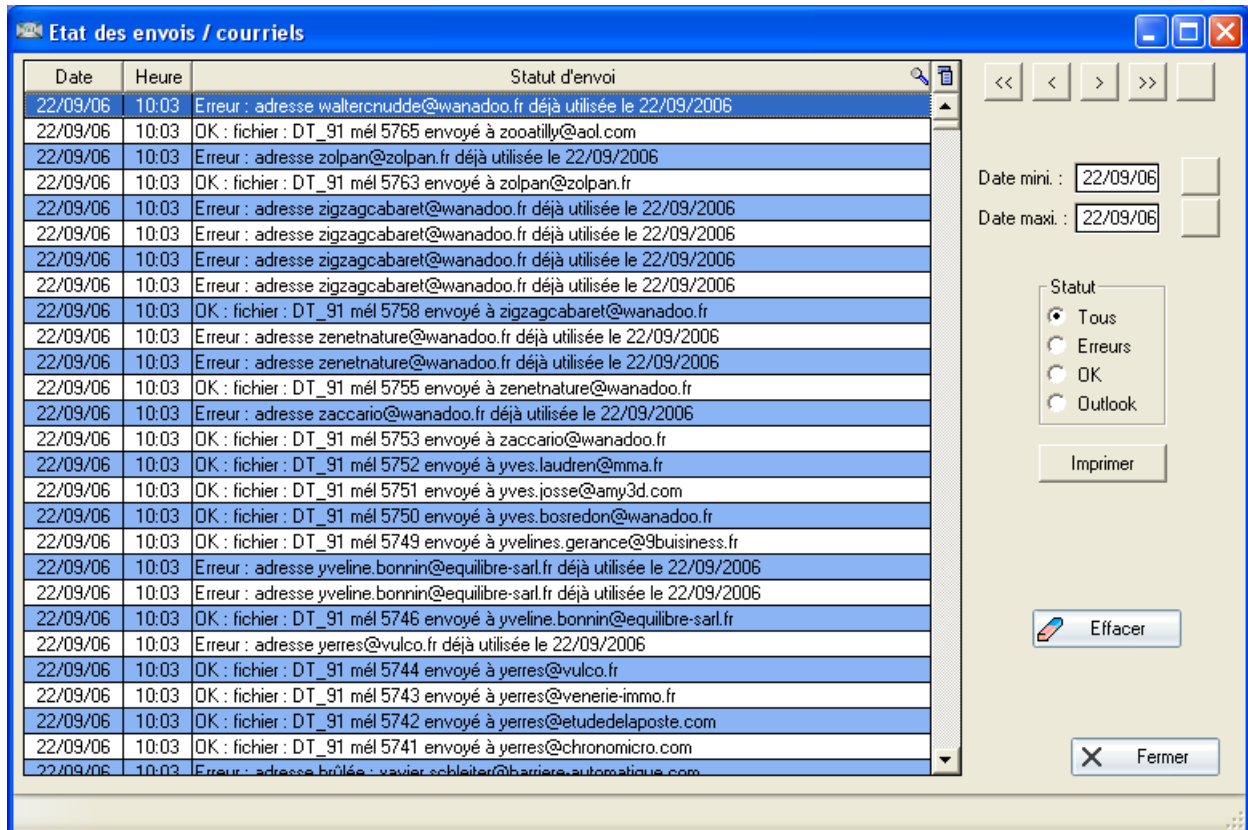 Etat des envois / courriels
Date Heure Statut d'envoi
22/09/06 10:03 Erreur : adresse waltercnudde@wanadoo.fr déjà utilisée le 22/09/2006
22/09/06 10:03 OK : fichier : DT_91 mél 5765 envoyé à zooatilly@aol.com
22/09/06 10:03 Erreur : adresse zolpan@zolpan.fr déjà utilisée le 22/09/2006
22/09/06 10:03 OK : fichier : DT_91 mél 5763 envoyé à zolpan@zolpan.fr
22/09/06 10:03 Erreur : adresse zigzagcabaret@wanadoo.fr déjà utilisée le 22/09/2006
22/09/06 10:03 Erreur : adresse zigzagcabaret@wanadoo.fr déjà utilisée le 22/09/2006
22/09/06 10:03 Erreur : adresse zigzagcabaret@wanadoo.fr déjà utilisée le 22/09/2006
22/09/06 10:03 Erreur : adresse zigzagcabaret@wanadoo.fr déjà utilisée le 22/09/2006
22/09/06 10:03 OK : fichier : DT_91 mél 5758 envoyé à zigzagcabaret@wanadoo.fr
22/09/06 10:03 Erreur : adresse zenetnature@wanadoo.fr déjà utilisée le 22/09/2006
22/09/06 10:03 Erreur : adresse zenetnature@wanadoo.fr déjà utilisée le 22/09/2006
22/09/06 10:03 OK : fichier : DT_91 mél 5755 envoyé à zenetnature@wanadoo.fr
22/09/06 10:03 Erreur : adresse zaccario@wanadoo.fr déjà utilisée le 22/09/2006
22/09/06 10:03 OK : fichier : DT_91 mél 5753 envoyé à zaccario@wanadoo.fr
22/09/06 10:03 OK : fichier : DT_91 mél 5752 envoyé à yves.laudren@mma.fr
22/09/06 10:03 OK : fichier : DT_91 mél 5751 envoyé à yves.josse@amy3d.com
22/09/06 10:03 OK : fichier : DT_91 mél 5750 envoyé à yves.bosredon@wanadoo.fr
22/09/06 10:03 OK : fichier : DT_91 mél 5749 envoyé à yvelines.gerance@9buisiness.fr
22/09/06 10:03 Erreur : adresse yveline.bonnin@equilibre-sarl.fr déjà utilisée le 22/09/2006
22/09/06 10:03 Erreur : adresse yveline.bonnin@equilibre-sarl.fr déjà utilisée le 22/09/2006
22/09/06 10:03 OK : fichier : DT_91 mél 5746 envoyé à yveline.bonnin@equilibre-sarl.fr
22/09/06 10:03 Erreur : adresse yerres@vulco.fr déjà utilisée le 22/09/2006
22/09/06 10:03 OK : fichier : DT_91 mél 5744 envoyé à yerres@vulco.fr
22/09/06 10:03 OK : fichier : DT_91 mél 5743 envoyé à yerres@venerie-immo.fr
22/09/06 10:03 OK : fichier : DT_91 mél 5742 envoyé à yerres@etudedelaposte.com
22/09/06 10:03 OK : fichier : DT_91 mél 5741 envoyé à yerres@chronomicro.com
22/09/06 10:03 Erreur : adresse brûlée : xavier.schleiter@barriere-automatique.com
<< < > >>
Date mini. : 22/09/06
Date maxi. : 22/09/06
Statut
Tous
Erreurs
OK
Outlook
Imprimer
Effacer
Fermer